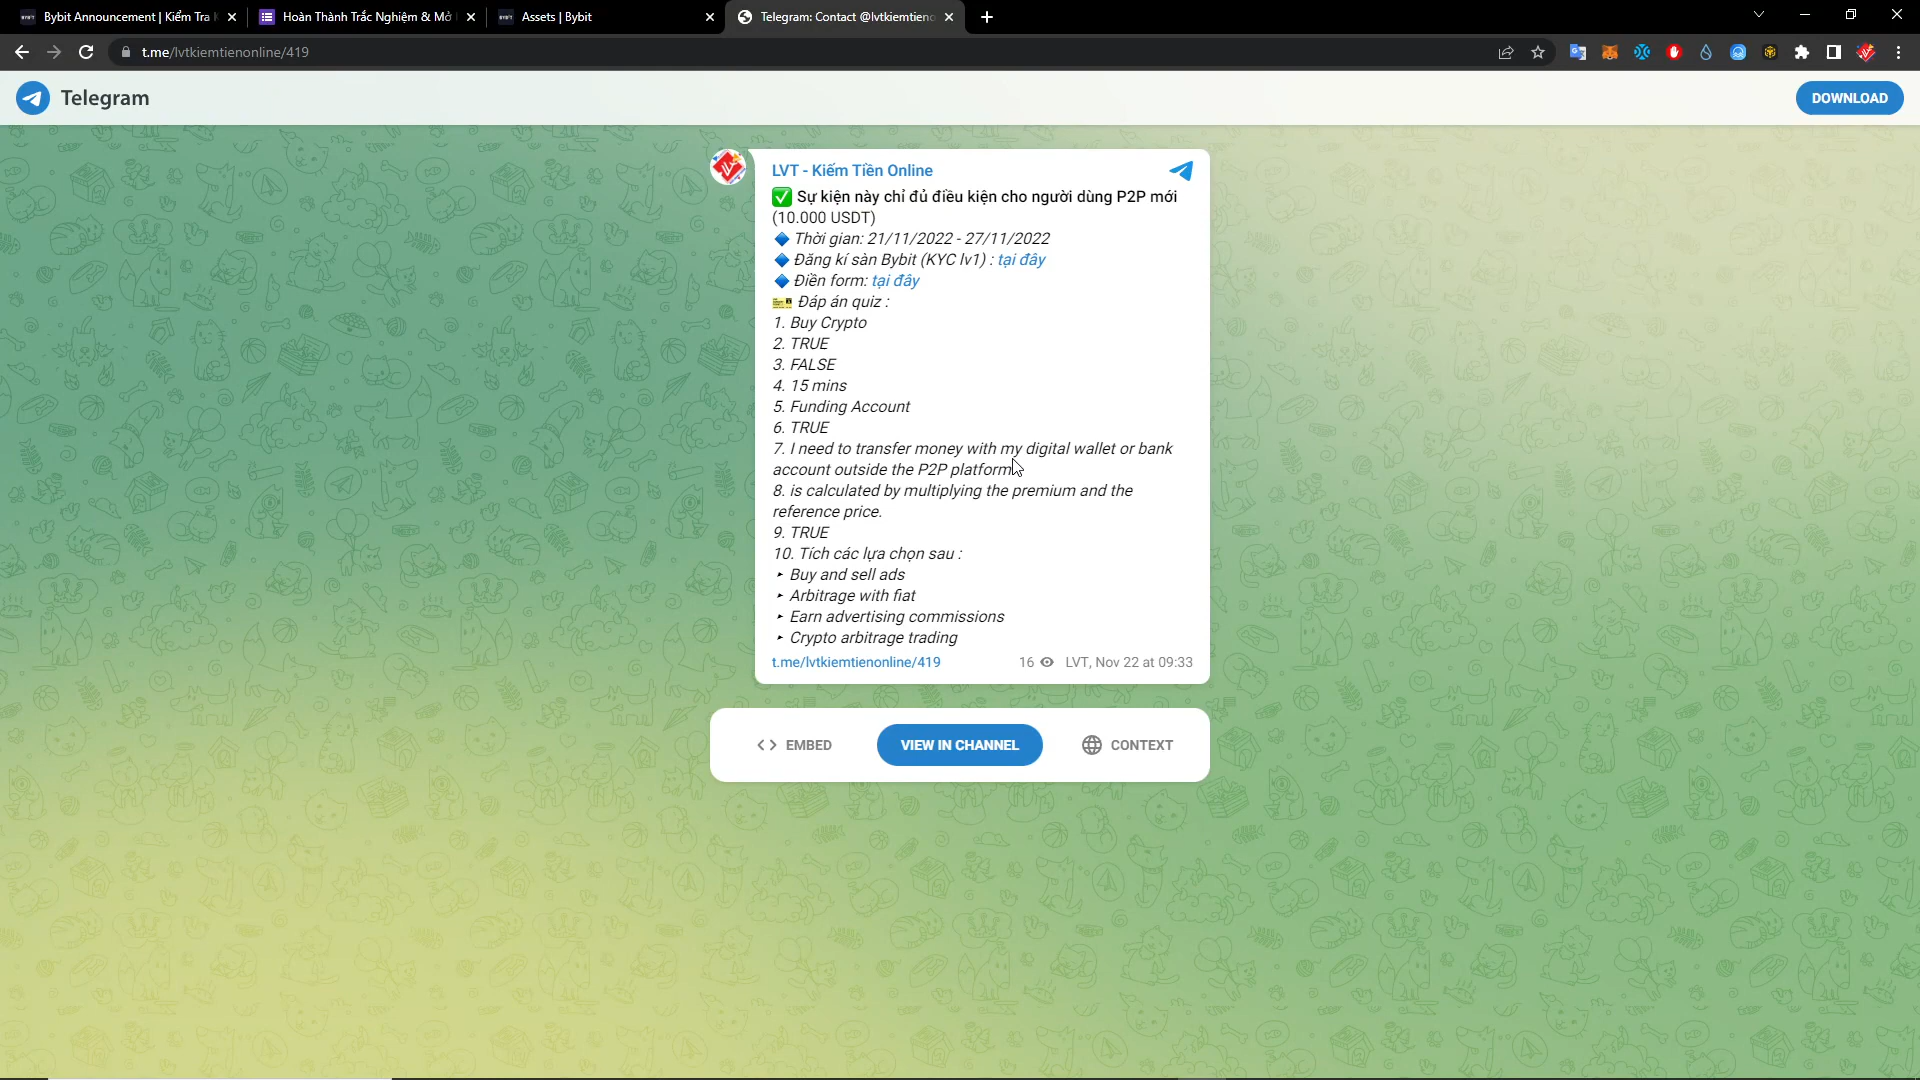 Bybit Announcement | Kiểm Tra K
Hoàn Thành Trắc Nghiệm & Mở
Assets | Bybit
Telegram: Contact @lvtkiemtieno
t.me/lvtkiemtienonline/419
Telegram
DOWNLOAD
LVT - Kiếm Tiền Online
✅ Sự kiện này chỉ đủ điều kiện cho người dùng P2P mới
(10.000 USDT)
🔷 Thời gian: 21/11/2022 - 27/11/2022
🔷 Đăng kí sàn Bybit (KYC lv1) : tại đây
🔷 Điền form: tại đây
🎫 Đáp án quiz :
1. Buy Crypto
2. TRUE
3. FALSE
4. 15 mins
5. Funding Account
6. TRUE
7. I need to transfer money with my digital wallet or bank
account outside the P2P platform
8. is calculated by multiplying the premium and the
reference price.
9. TRUE
10. Tích các lựa chọn sau :
‣ Buy and sell ads
‣ Arbitrage with fiat
‣ Earn advertising commissions
‣ Crypto arbitrage trading
t.me/lvtkiemtienonline/419 16 LVT, Nov 22 at 09:33
EMBED VIEW IN CHANNEL CONTEXT